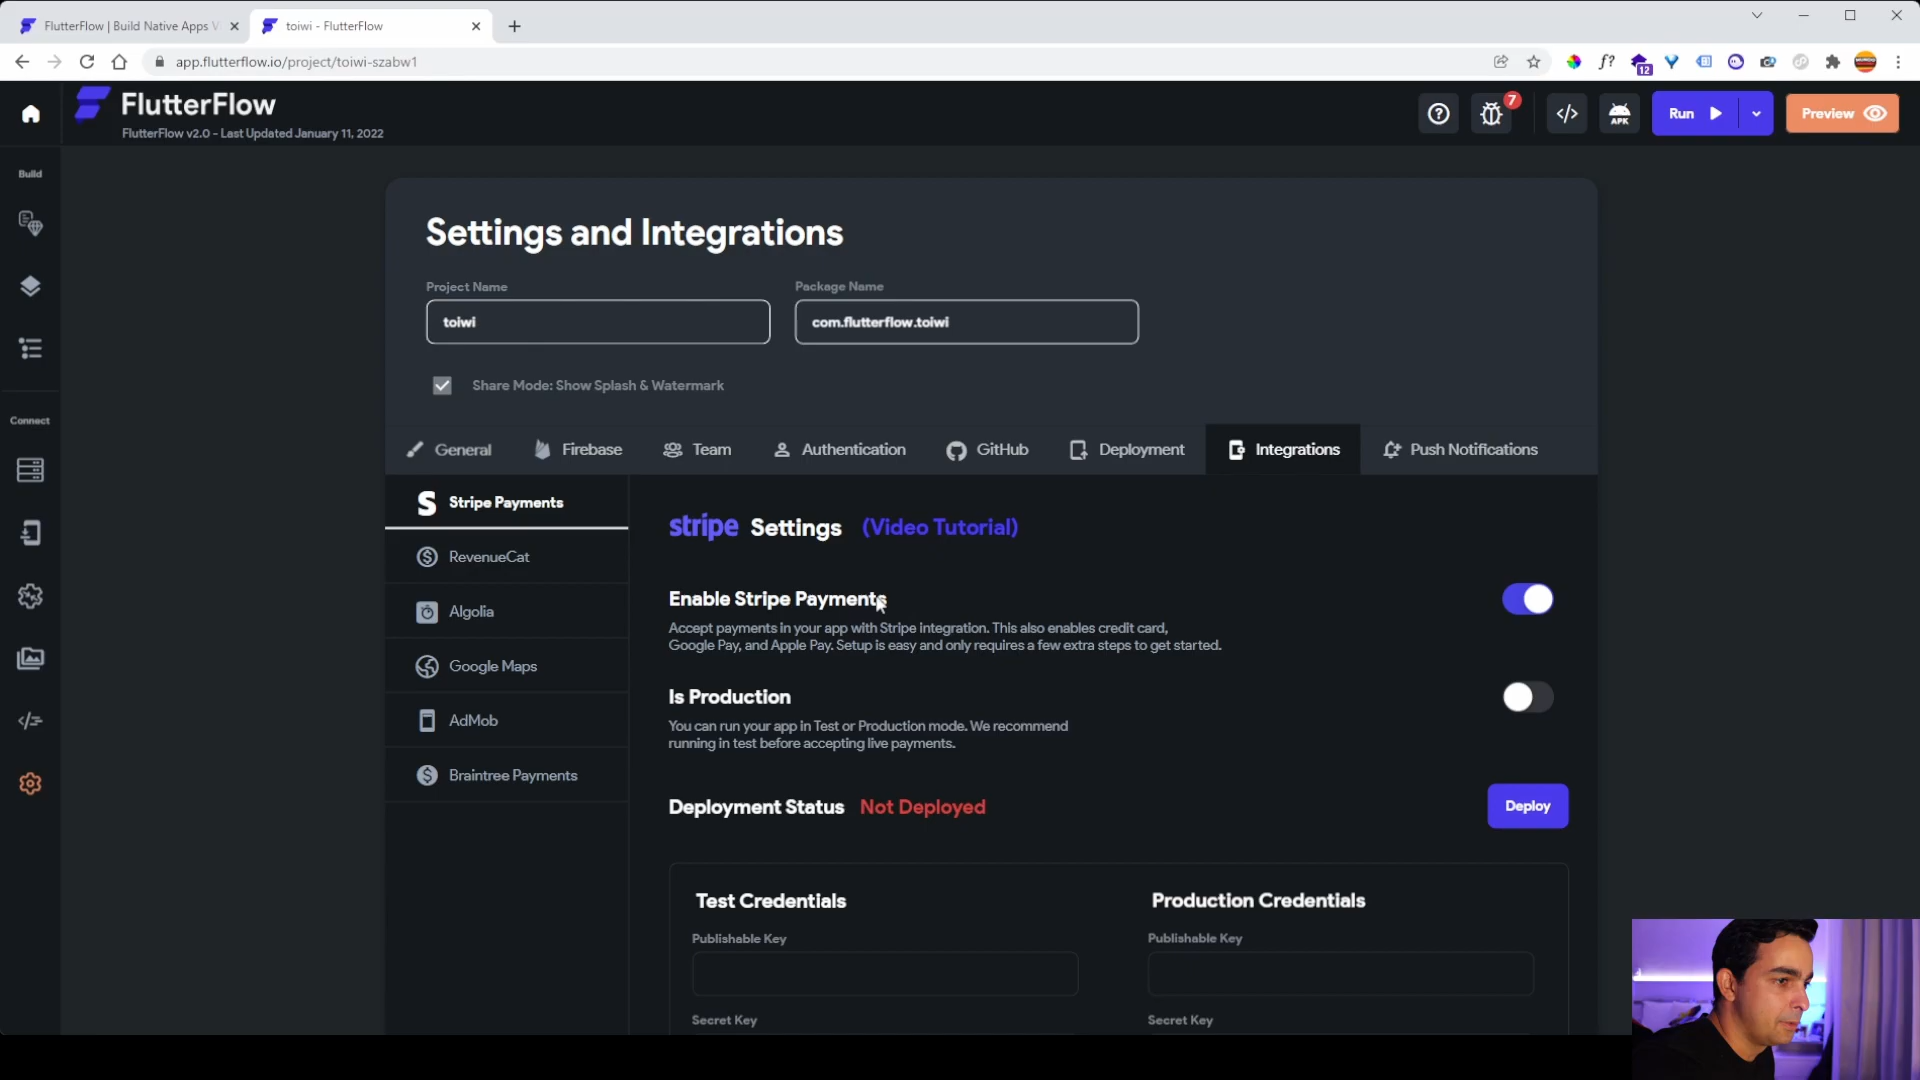 FlutterFlow | Build Native Apps V
toiwi - FlutterFlow
app.flutterflow.io/project/toiwi-szabw1
f?
12
FlutterFlow
FlutterFlow v2.0 - Last Updated January 11, 2022
7
APK
Run
Preview
Build
Connect
Settings and Integrations
Project Name
Package Name
toiwi
com.flutterflow.toiwi
Share Mode: Show Splash & Watermark
General
Firebase
Team
Authentication
GitHub
Deployment
Integrations
Push Notifications
Stripe Payments
RevenueCat
Algolia
Google Maps
AdMob
Braintree Payments
stripe Settings (Video Tutorial)
Enable Stripe Payments
Accept payments in your app with Stripe integration. This also enables credit card,
Google Pay, and Apple Pay. Setup is easy and only requires a few extra steps to get started.
Is Production
You can run your app in Test or Production mode. We recommend
running in test before accepting live payments.
Deployment Status Not Deployed
Deploy
Test Credentials
Production Credentials
Publishable Key
Publishable Key
Secret Key
Secret Key